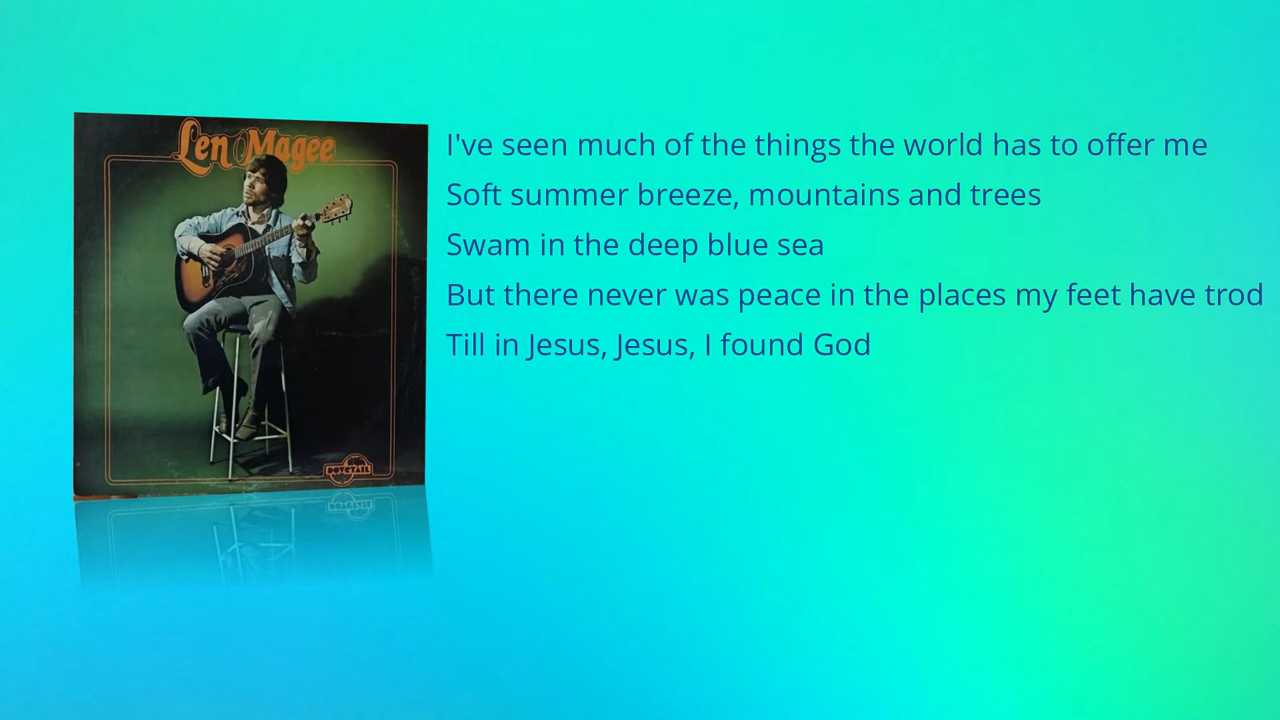 Len Magee
I've seen much of the things the world has to offer me
Soft summer breeze, mountains and trees
Swam in the deep blue sea
But there never was peace in the places my feet have trod
Till in Jesus, Jesus, I found God
DOVETAIL